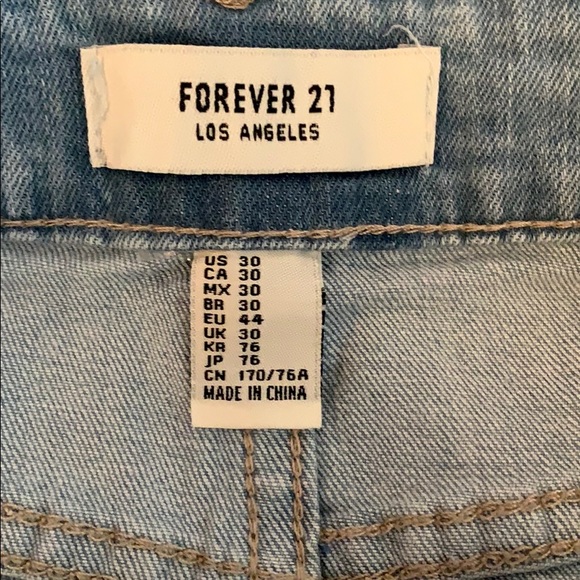 FOREVER 21
LOS ANGELES
US 30
CA 30
MX 30
BR 30
EU 44
UK 30
KR 76
JP 76
CN 170/76A
MADE IN CHINA